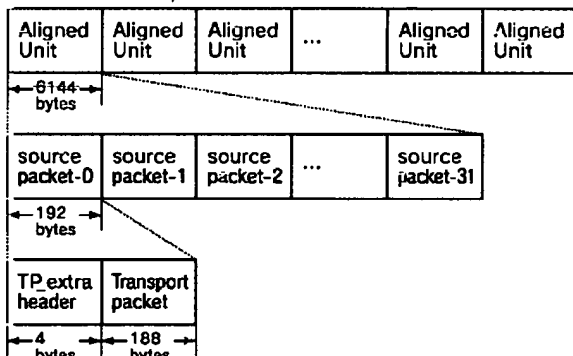 Aligned Unit Aligned Unit Aligned Unit ... Aligned Unit Aligned Unit
6144 bytes
source packet-0 source packet-1 source packet-2 ... source packet-31
192 bytes
TP_extra header Transport packet
4 bytes 188 bytes